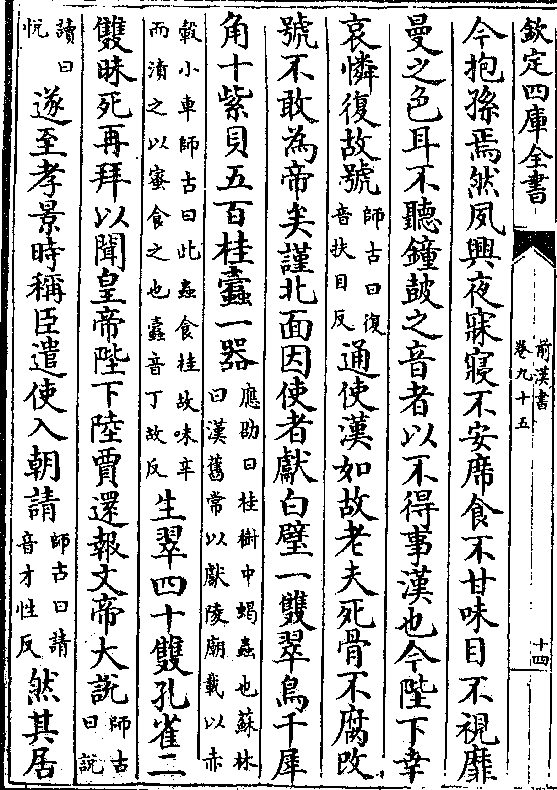 欽定四庫全書
前漢書
卷九十五
十四
今抱孫焉然夙興夜寐寢不安席食不甘味目不視靡
曼之色耳不聽鐘鼓之音者以不得事漢也今陛下幸
哀憐復故號師古曰復音扶目反通使漢如故老夫死骨不腐改
號不敢為帝矣謹北面因使者獻白璧一雙翠鳥千犀
角十紫貝五百桂蠹一器應劭曰桂樹中蝎蟲也蘇林曰漢舊常以獻陵廟載以赤
轂小車師古曰此蟲食桂故味辛而漬之以蜜食之也蠹音丁故反生翠四十雙孔雀二
雙昧死再拜以聞皇帝陛下陸賈還報文帝大說師古曰說
讀曰恱遂至孝景時稱臣遣使入朝請師古曰請音才性反然其居